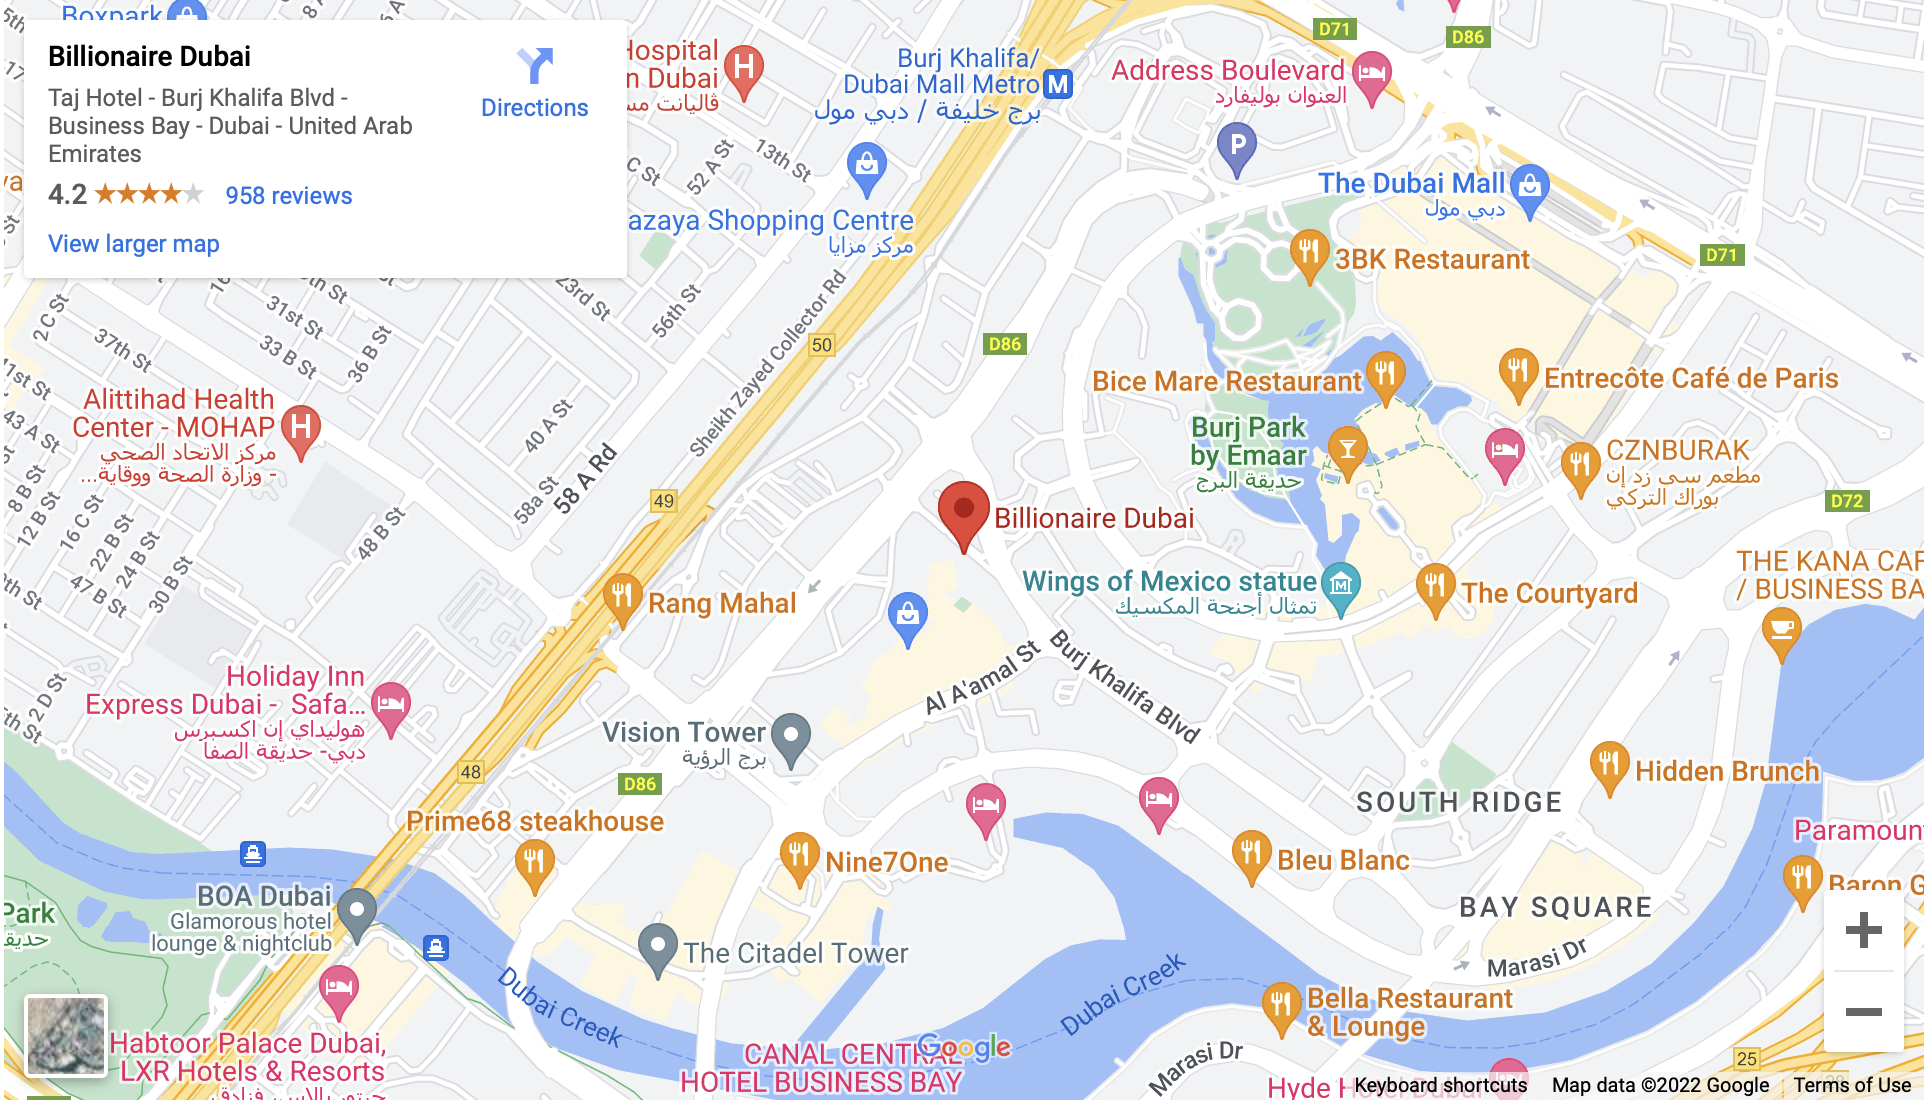 Boxpark
Billionaire Dubai
Taj Hotel - Burj Khalifa Blvd -
Business Bay - Dubai - United Arab
Emirates
4.2
958 reviews
View larger map
Directions
Hospital
n Dubai
Burj Khalifa/
Dubai Mall Metro
برج خليفة / دبي مول
M
D71
D86
Address Boulevard
العنوان بوليفارد
P
The Dubai Mall
دبي مول
D71
13th St
52 A St
C St
azaya Shopping Centre
مركز مزايا
3BK Restaurant
23rd St
56th St
Sheikh Zayed Collector Rd
50
D86
2 C St
31st St
37th St
33 B St
36 B St
41st St
43 A St
Alittihad Health
Center - MOHAP
مركز الاتحاد الصحي
- وزارة الصحة ووقاية...
40 A St
58a St
58 A Rd
49
Bice Mare Restaurant
Entrecôte Café de Paris
Burj Park
by Emaar
حديقة البرج
CZNBURAK
مطعم سي زد إن
بوراك التركي
D72
8 B St
12 B St
16 C St
22 B St
24 B St
47 B St
30 B St
48 B St
Billionaire Dubai
Rang Mahal
Wings of Mexico statue
تمثال أجنحة المكسيك
The Courtyard
THE KANA CAF
/ BUSINESS BA
Holiday Inn
Express Dubai - Safa...
هوليداي إن اكسبرس
دبي- حديقة الصفا
2 D St
Al A'amal St
Burj Khalifa Blvd
Vision Tower
برج الرؤية
48
D86
Prime68 steakhouse
Nine7One
Hidden Brunch
SOUTH RIDGE
Bleu Blanc
Paramoun
Baron G
BAY SQUARE
Marasi Dr
BOA Dubai
Glamorous hotel
lounge & nightclub
Park
حديقة
The Citadel Tower
Dubai Creek
Dubai Creek
Bella Restaurant
& Lounge
Habtoor Palace Dubai,
LXR Hotels & Resorts
CANAL CENTRAL
HOTEL BUSINESS BAY
Google
Marasi Dr
25
Hyde Hotel Dubai
Keyboard shortcuts
Map data ©2022 Google
Terms of Use